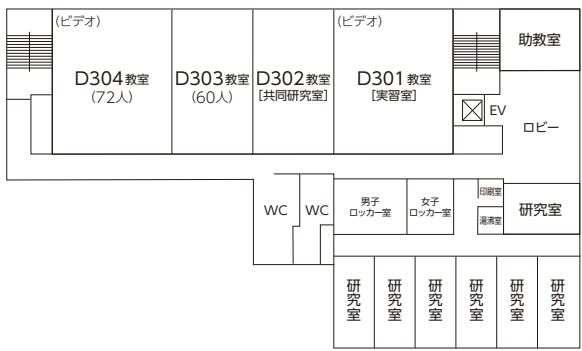 (ビデオ)
(ビデオ)
助教室
D304教室
(72人)
D303教室
(60人)
D302教室
[共同研究室]
D301教室
[実習室]
EV
ロビー
WC
WC
男子
ロッカー室
女子
ロッカー室
印刷室
湯沸室
研究室
研究室
研究室
研究室
研究室
研究室
研究室